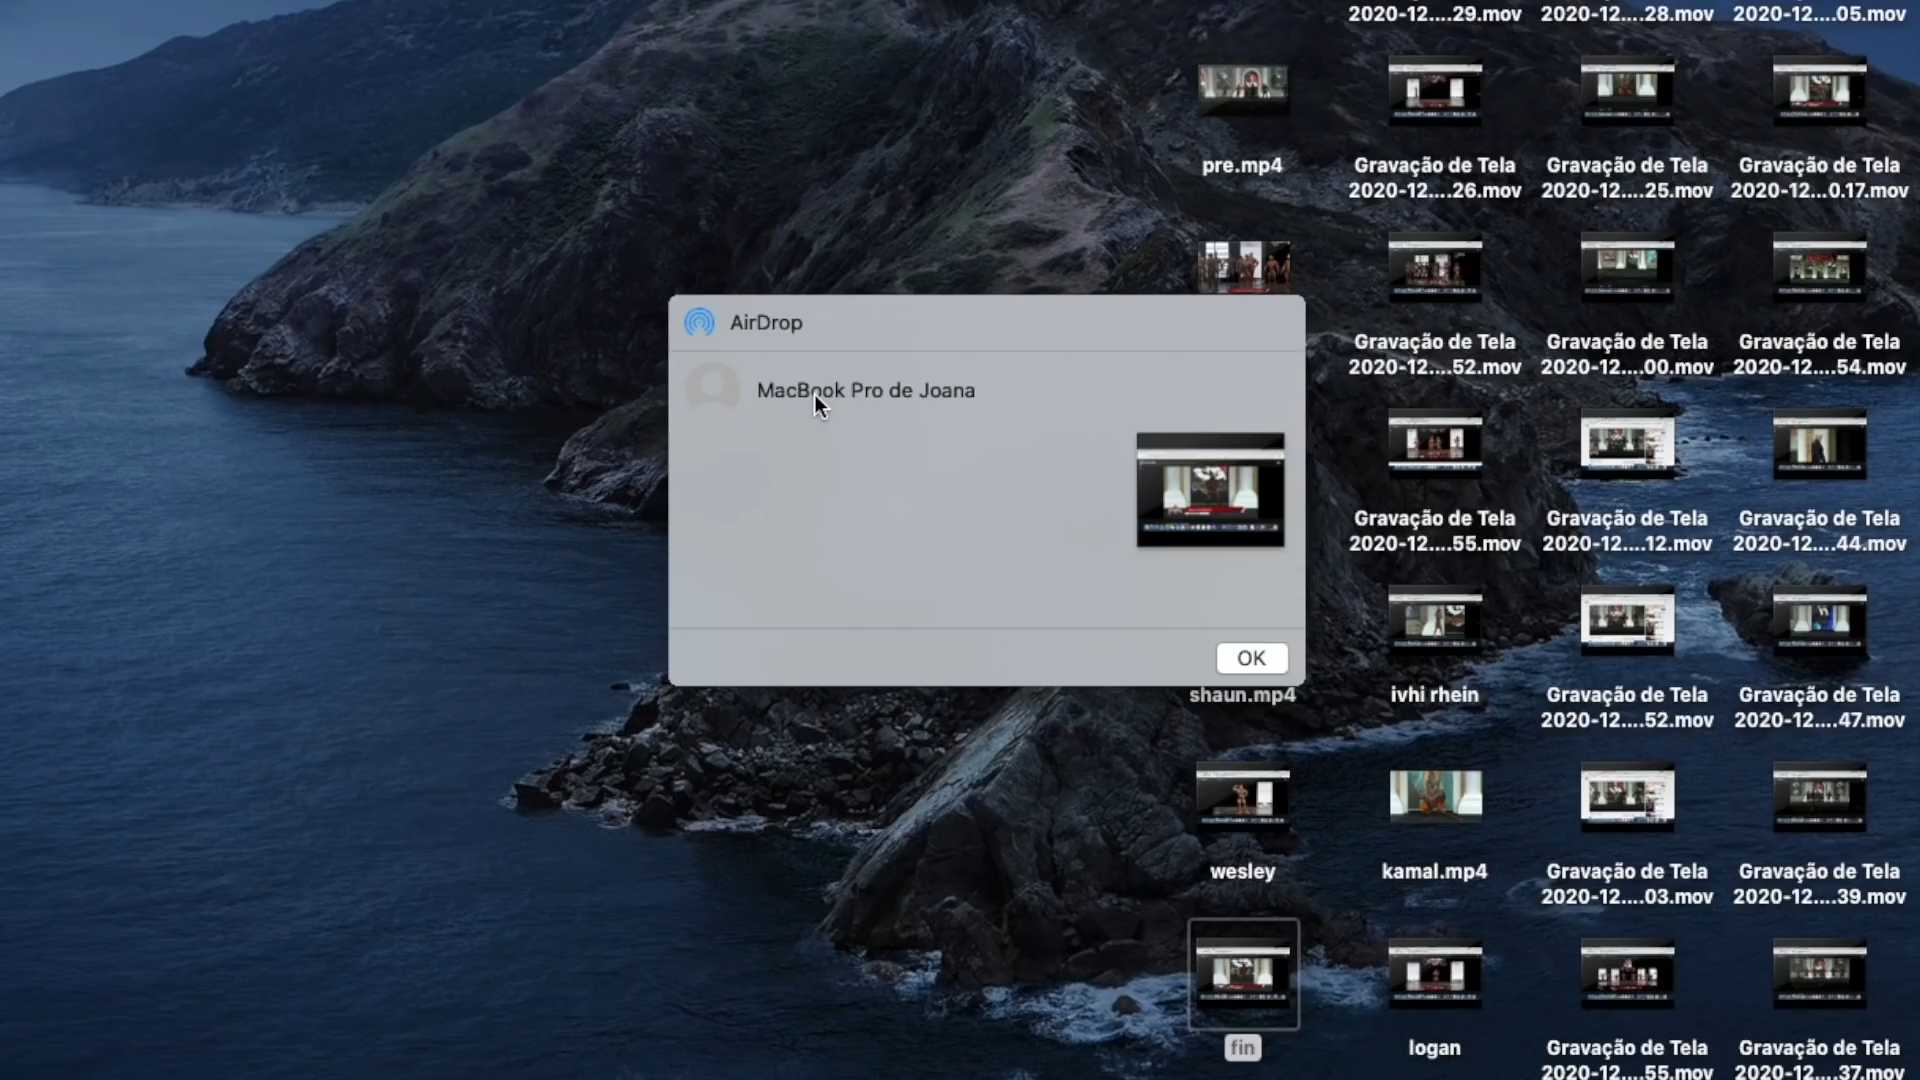 2020-12....29.mov
2020-12....28.mov
2020-12....05.mov
pre.mp4
Gravação de Tela
2020-12....26.mov
Gravação de Tela
2020-12....25.mov
Gravação de Tela
2020-12...0.17.mov
AirDrop
MacBook Pro de Joana
OK
Gravação de Tela
2020-12....52.mov
Gravação de Tela
2020-12....00.mov
Gravação de Tela
2020-12....54.mov
Gravação de Tela
2020-12....55.mov
Gravação de Tela
2020-12....12.mov
Gravação de Tela
2020-12....44.mov
shaun.mp4
ivhi rhein
Gravação de Tela
2020-12....52.mov
Gravação de Tela
2020-12....47.mov
wesley
kamal.mp4
Gravação de Tela
2020-12....03.mov
Gravação de Tela
2020-12....39.mov
fin
logan
Gravação de Tela
2020-12....55.mov
Gravação de Tela
2020-12....37.mov